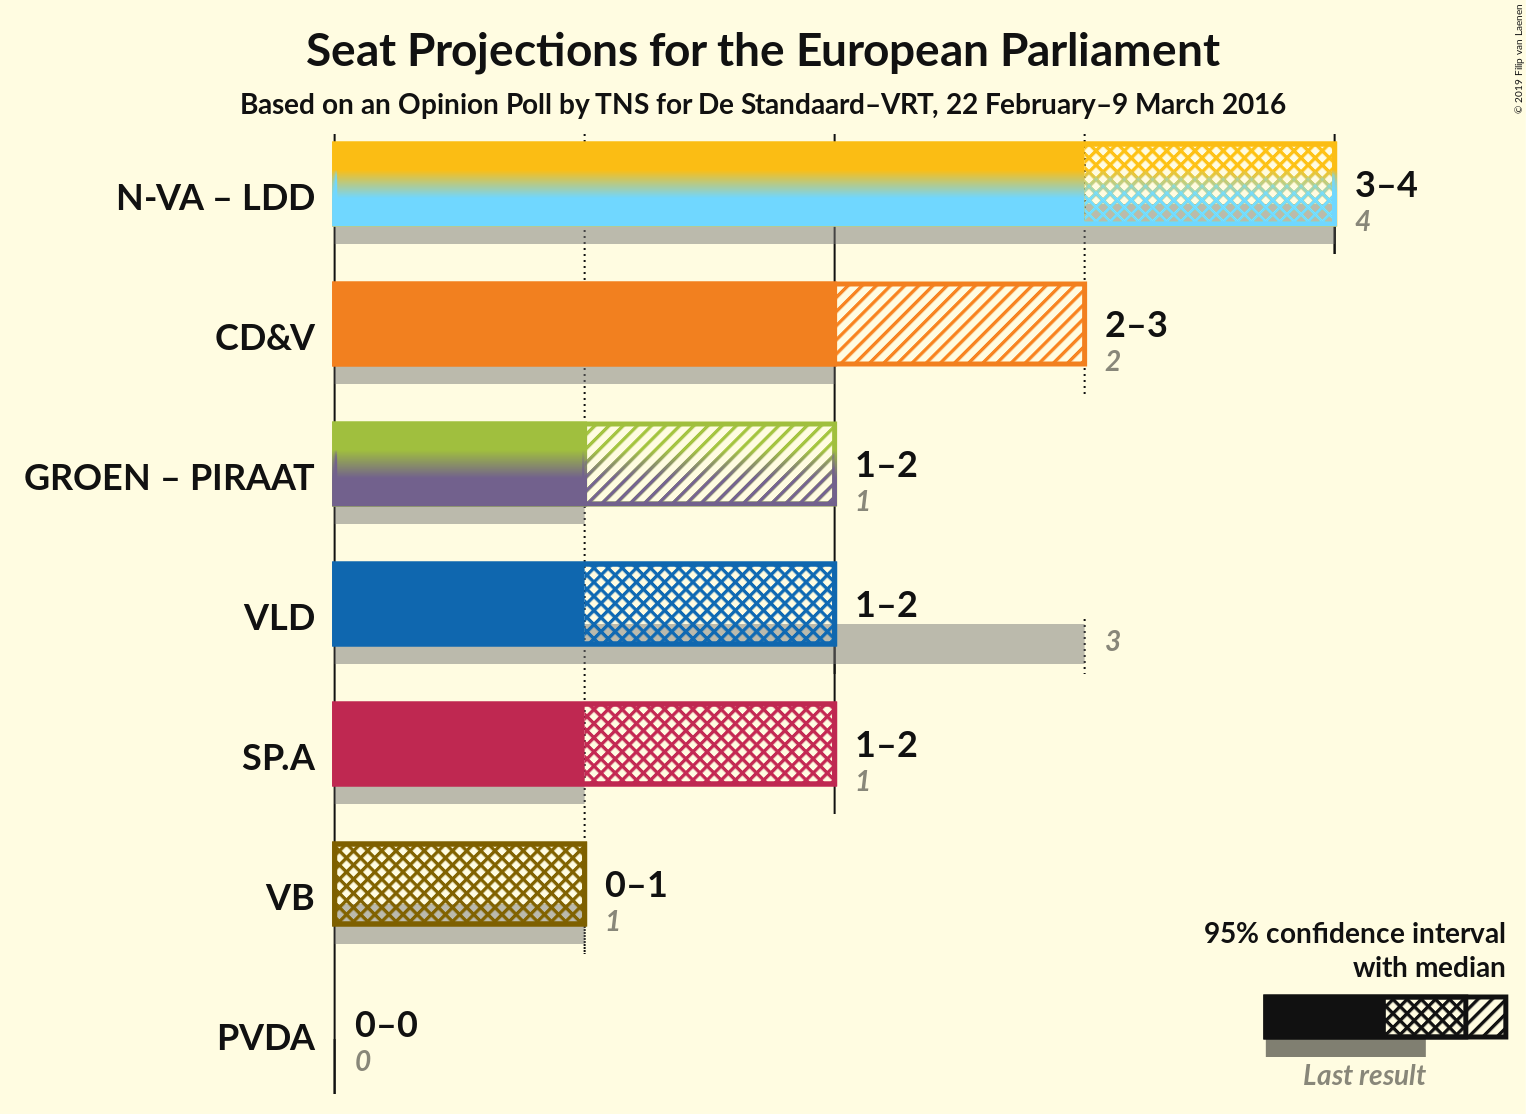 Seat Projections for the European Parliament
Based on an Opinion Poll by TNS for De Standaard–VRT, 22 February–9 March 2016
© 2019 Filip van Laenen
N-VA – LDD
3–4
4
CD&V
2–3
2
GROEN – PIRAAT
1–2
1
VLD
1–2
3
SP.A
1–2
1
VB
0–1
1
PVDA
0–0
0
95% confidence interval
with median
Last result